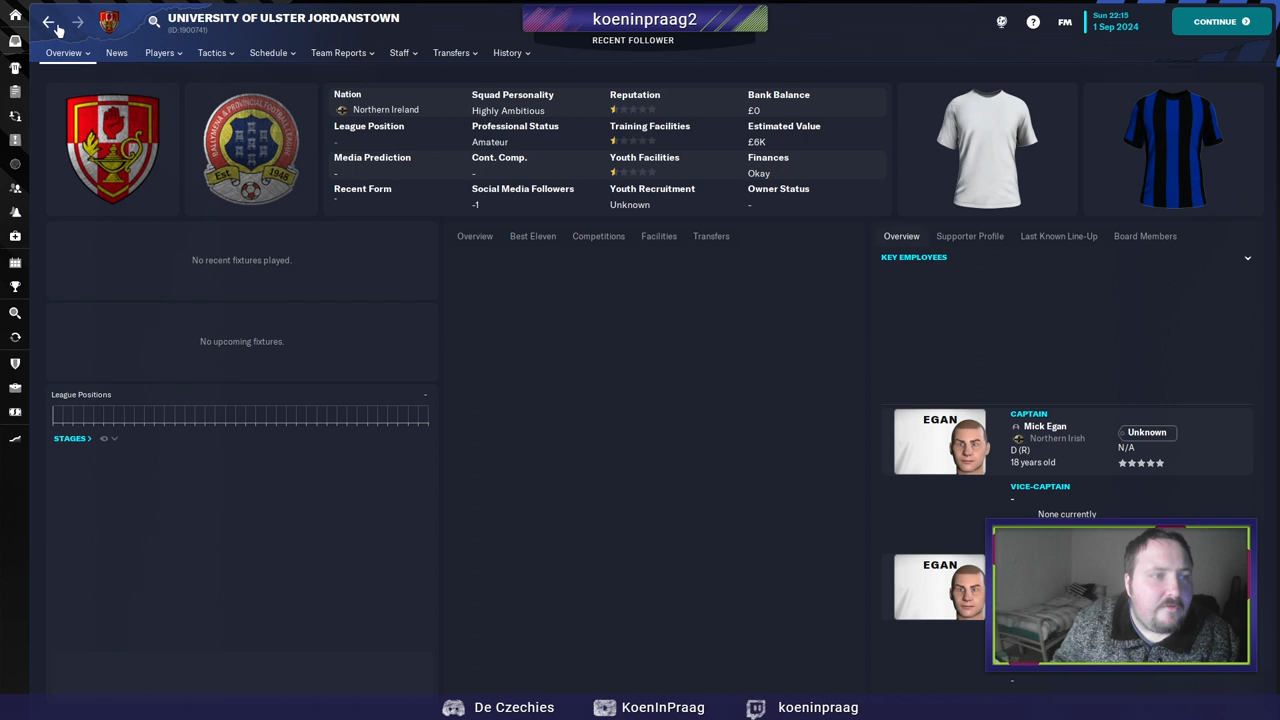 UNIVERSITY OF ULSTER JORDANSTOWN
(ID:1900741)
koeninpraag2
RECENT FOLLOWER
FM
Sun 22:15
1 Sep 2024
CONTINUE
Overview
News
Players
Tactics
Schedule
Team Reports
Staff
Transfers
History
Est 1948
Nation
Northern Ireland
League Position
-
Media Prediction
-
Recent Form
-
Squad Personality
Highly Ambitious
Professional Status
Amateur
Cont. Comp.
-
Social Media Followers
-1
Reputation
Training Facilities
Youth Facilities
Youth Recruitment
Unknown
Bank Balance
£0
Estimated Value
£6K
Finances
Okay
Owner Status
-
No recent fixtures played.
No upcoming fixtures.
League Positions
-
STAGES >
Overview
Best Eleven
Competitions
Facilities
Transfers
Overview
Supporter Profile
Last Known Line-Up
Board Members
KEY EMPLOYEES
EGAN
CAPTAIN
Mick Egan
Northern Irish
D (R)
18 years old
Unknown
N/A
VICE-CAPTAIN
-
None currently
EGAN
-
De Czechies
KoenInPraag
koeninpraag